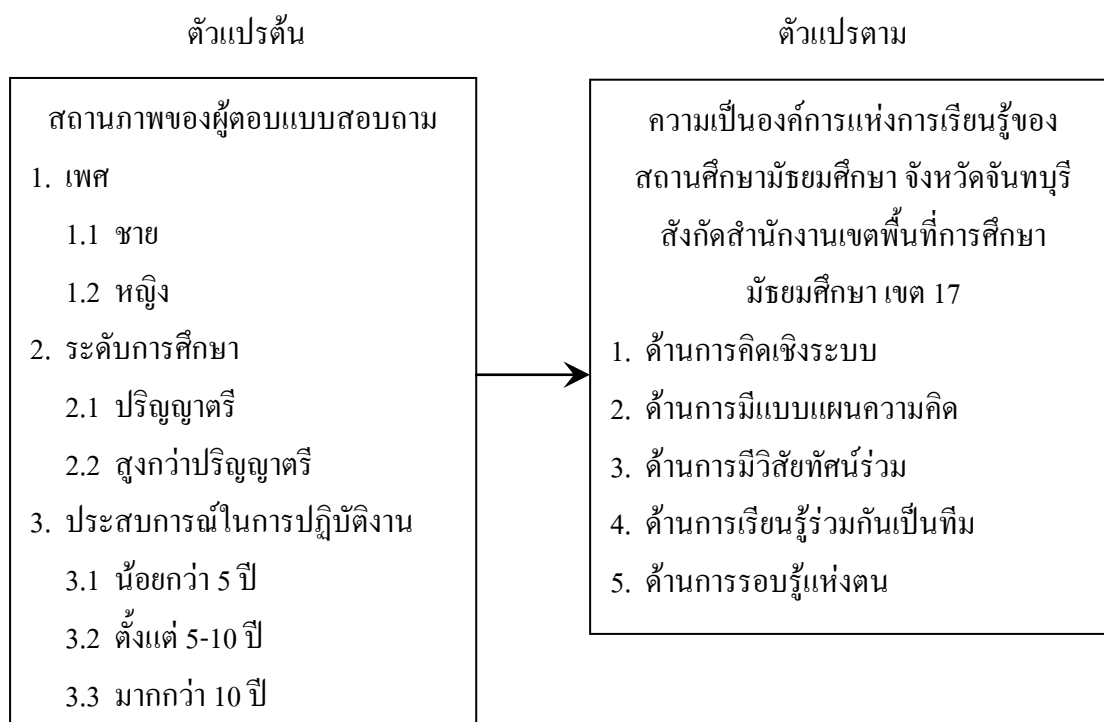 ตัวแปรต้น
สถานภาพของผู้ตอบแบบสอบถาม
1. เพศ
1.1 ชาย
1.2 หญิง
2. ระดับการศึกษา
2.1 ปริญญาตรี
2.2 สูงกว่าปริญญาตรี
3. ประสบการณ์ในการปฏิบัติงาน
3.1 น้อยกว่า 5 ปี
3.2 ตั้งแต่ 5-10 ปี
3.3 มากกว่า 10 ปี
ตัวแปรตาม
ความเป็นองค์การแห่งการเรียนรู้ของ
สถานศึกษามัธยมศึกษา จังหวัดจันทบุรี
สังกัดสำนักงานเขตพื้นที่การศึกษา
มัธยมศึกษา เขต 17
1. ด้านการคิดเชิงระบบ
2. ด้านการมีแบบแผนความคิด
3. ด้านการมีวิสัยทัศน์ร่วม
4. ด้านการเรียนรู้ร่วมกันเป็นทีม
5. ด้านการรอบรู้แห่งตน